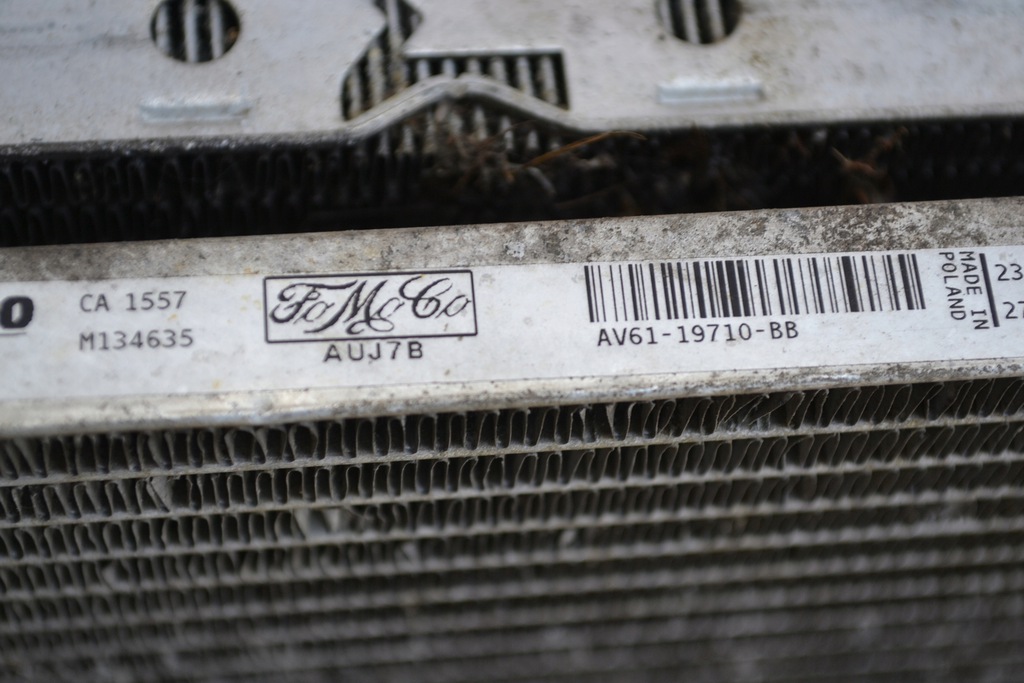 O
CA 1557
M134635
FoMoCo
AUJ7B
AV61-19710-BB
MADE IN
POLAND
23
27